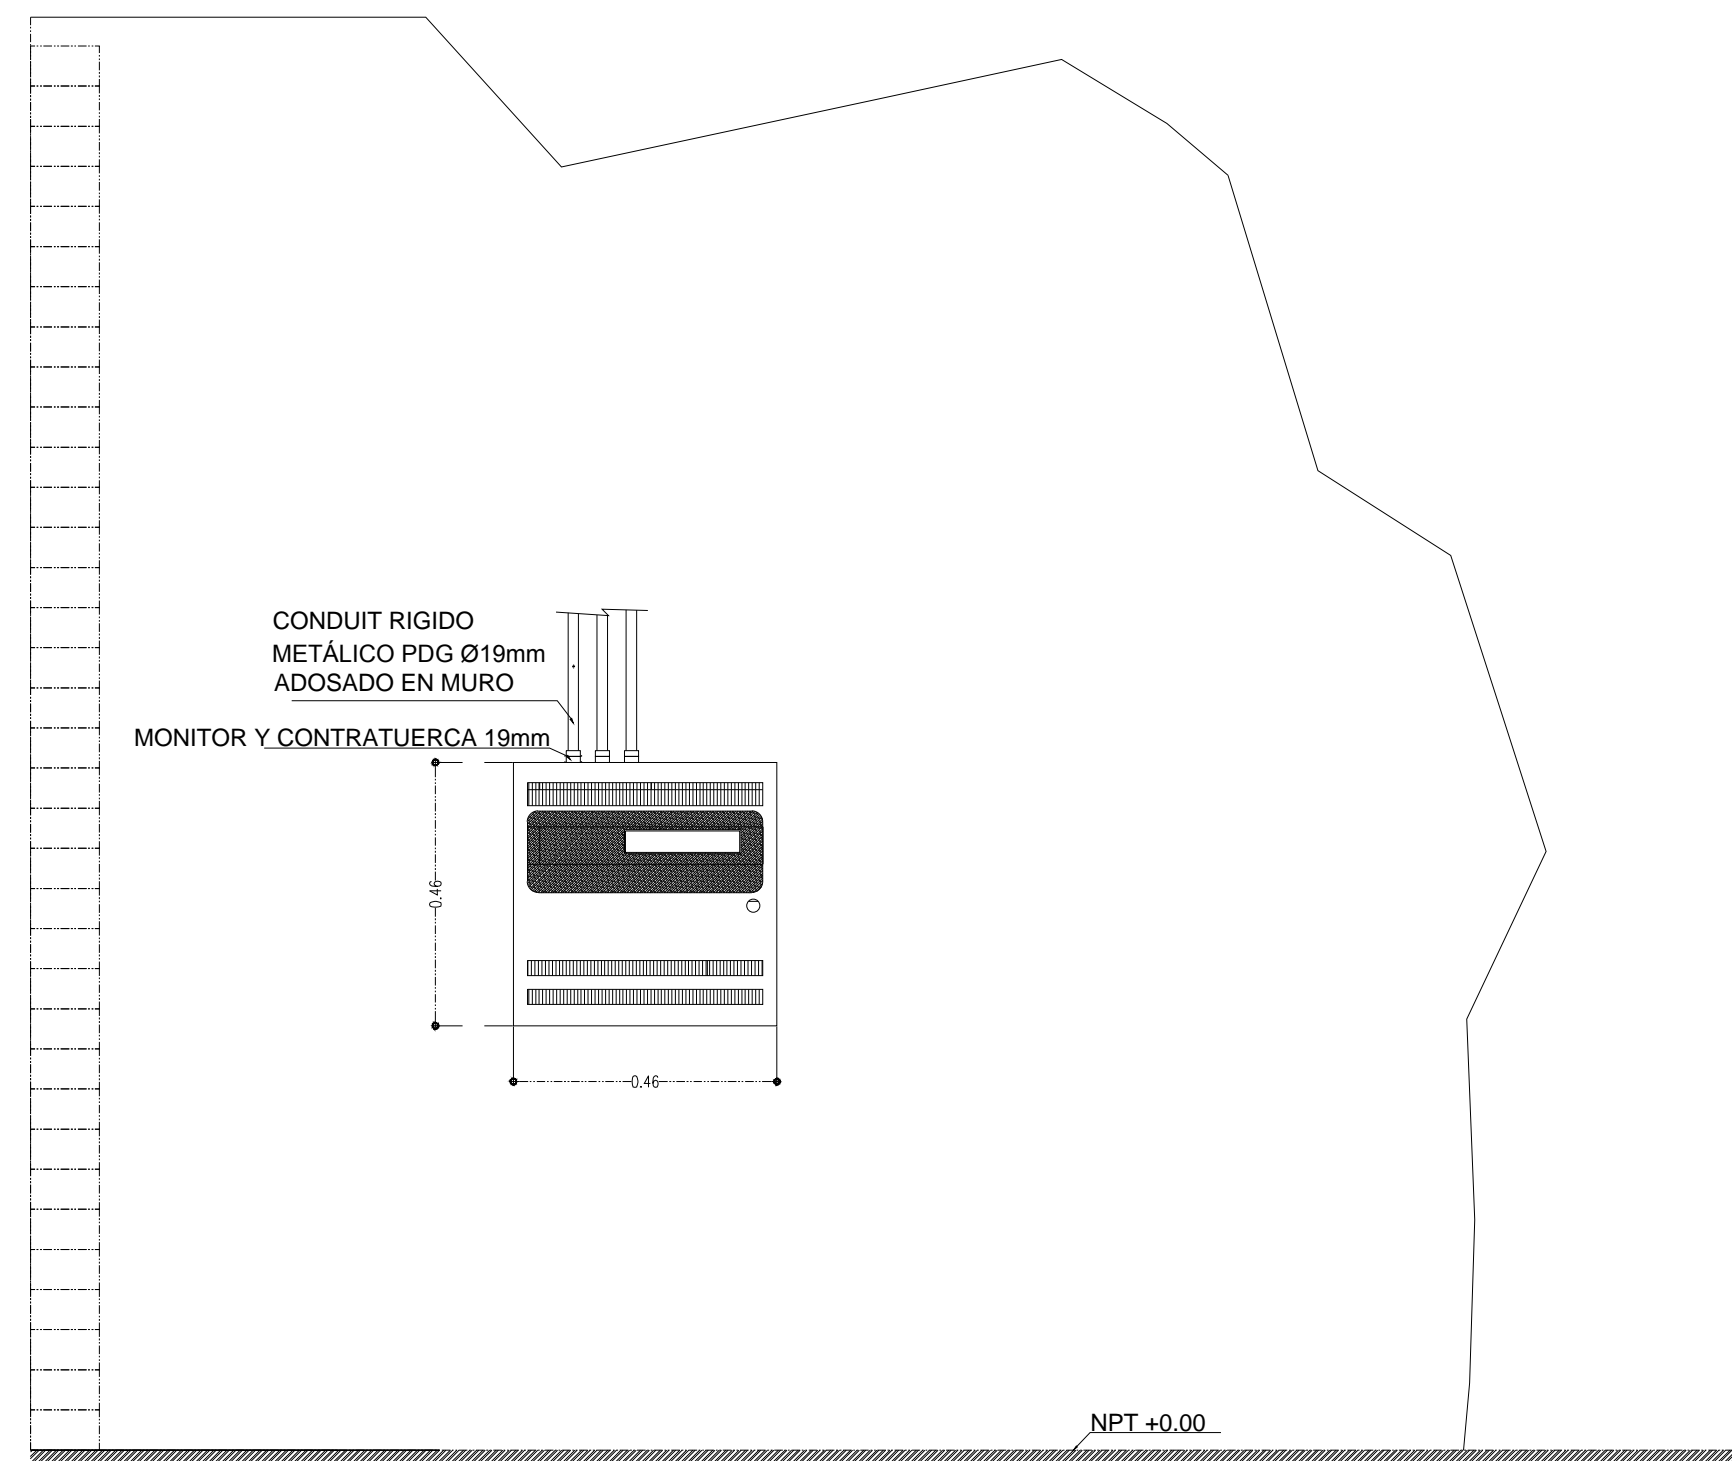 CONDUIT RIGIDO
METÁLICO PDG Ø19mm
ADOSADO EN MURO
MONITOR Y CONTRATUERCA 19mm
0.46
0.46
NPT +0.00